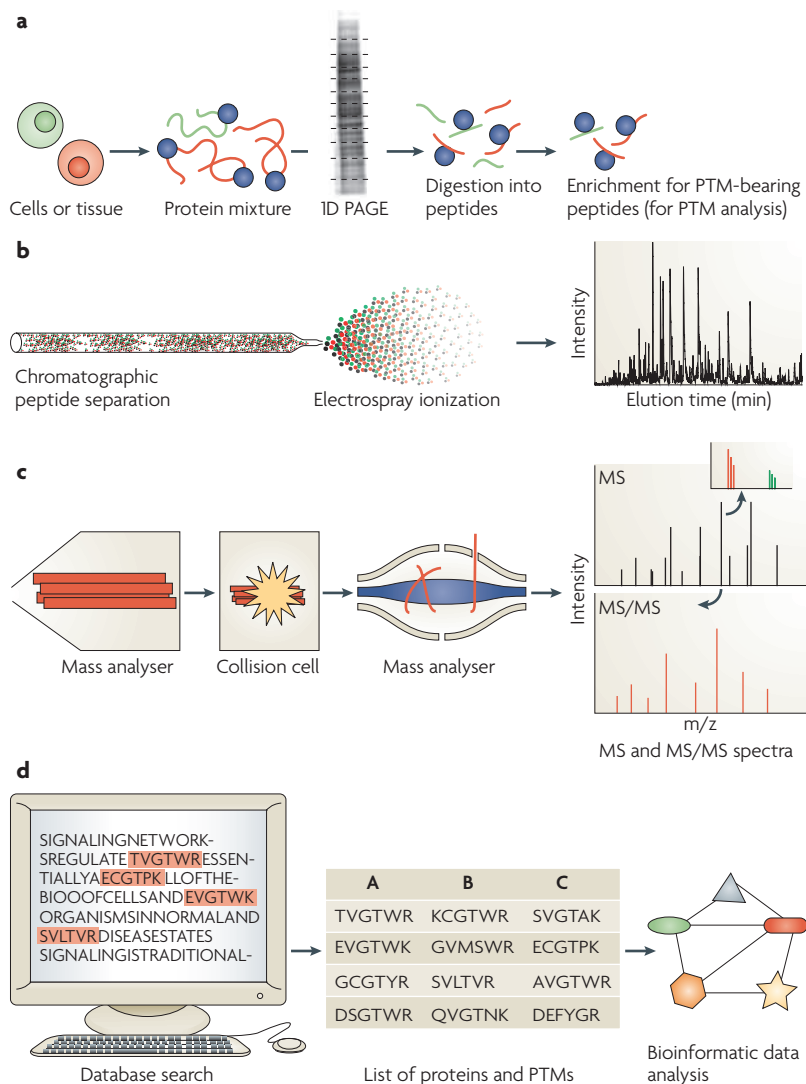 a
Cells or tissue
Protein mixture
1D PAGE
Digestion into
peptides
Enrichment for PTM-bearing
peptides (for PTM analysis)
b
Chromatographic
peptide separation
Electrospray ionization
Intensity
Elution time (min)
c
Mass analyser
Collision cell
Mass analyser
Intensity
MS
MS/MS
m/z
MS and MS/MS spectra
d
SIGNALINGNETWORK-
SREGULATETVGTWRESSEN-
TIALLYAECGTPKLLOFTHE-
BIOOOFCELLSANDEVGTWK
ORGANISMSINNORMALAND
SVLTVRDISEASESTATES
SIGNALINGISTRADITIONAL-
Database search
A B C
TVGTWR KCGTWR SVGTAK
EVGTWK GVMSWR ECGTPK
GCGTYR SVLTVR AVGTWR
DSGTWR QVGTNK DEFYGR
List of proteins and PTMs
Bioinformatic data
analysis